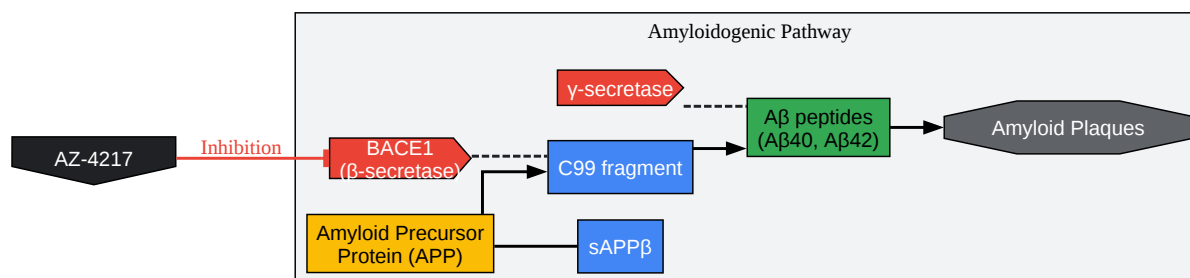 Amyloidogenic Pathway
γ-secretase
Aβ peptides
(Aβ40, Aβ42)
Amyloid Plaques
AZ-4217
Inhibition
BACE1
(β-secretase)
C99 fragment
Amyloid Precursor
Protein (APP)
sAPPβ